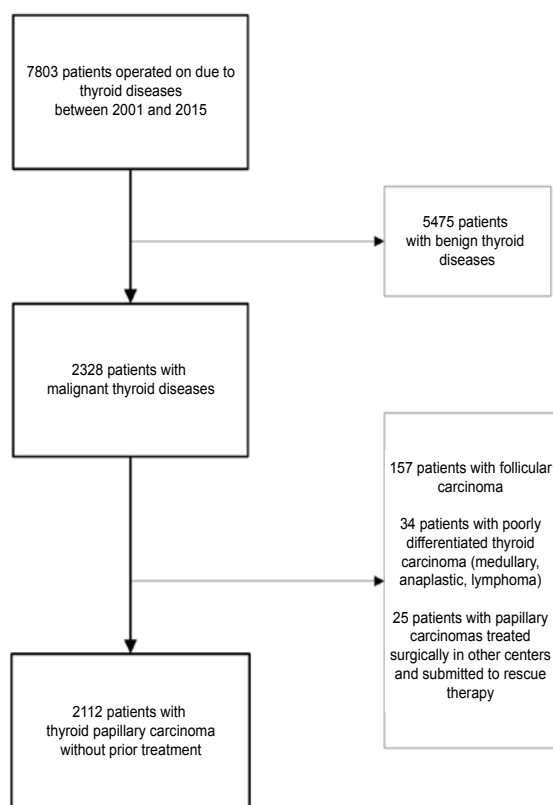 7803 patients operated on due to
thyroid diseases
between 2001 and 2015
5475 patients
with benign thyroid
diseases
2328 patients with
malignant thyroid diseases
157 patients with follicular
carcinoma
34 patients with poorly
differentiated thyroid
carcinoma (medullary,
anaplastic, lymphoma)
25 patients with papillary
carcinomas treated
surgically in other centers
and submitted to rescue
therapy
2112 patients with
thyroid papillary carcinoma
without prior treatment